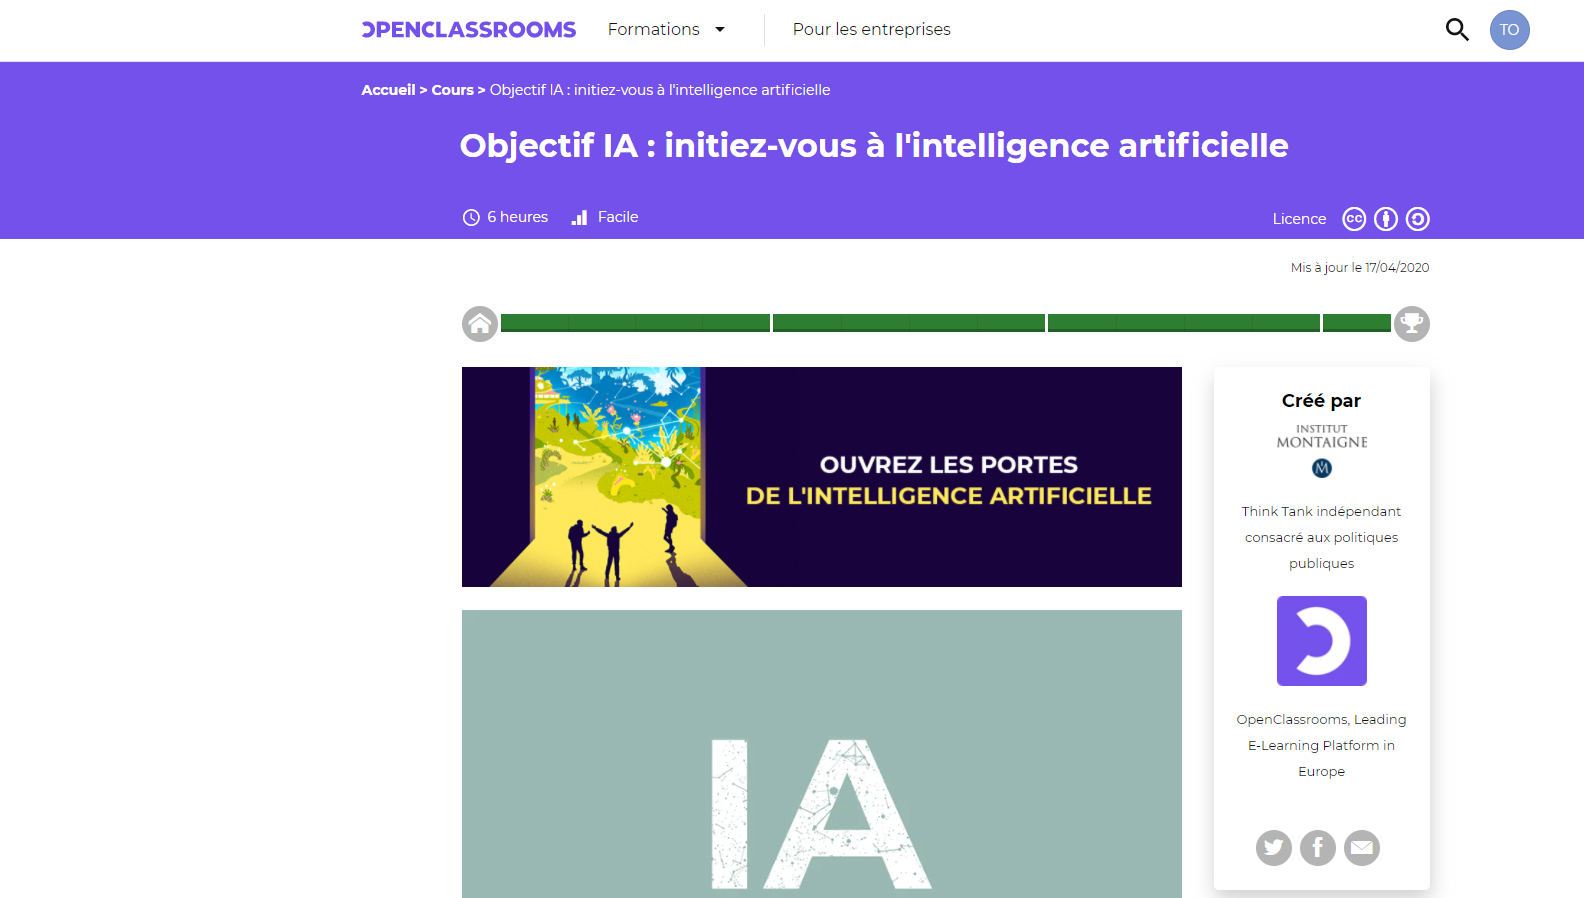 OPENCLASSROOMS Formations Pour les entreprises TO
Accueil > Cours > Objectif IA : initiez-vous à l'intelligence artificielle
Objectif IA : initiez-vous à l'intelligence artificielle
6 heures Facile Licence cc
Mis à jour le 17/04/2020
OUVREZ LES PORTES
DE L'INTELLIGENCE ARTIFICIELLE
IA
Créé par
INSTITUT
MONTAIGNE
M
Think Tank indépendant
consacré aux politiques
publiques
OpenClassrooms, Leading
E-Learning Platform in
Europe